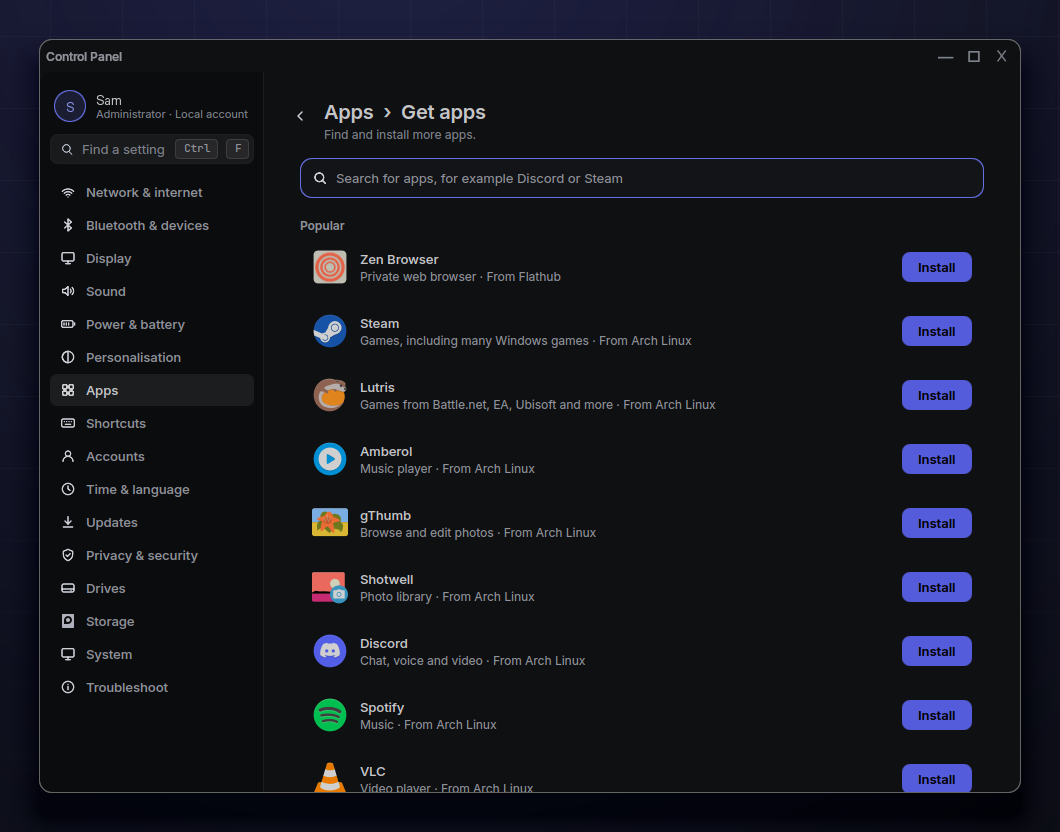 Control Panel
S
Sam
Administrator · Local account
Find a setting Ctrl F
Network & internet
Bluetooth & devices
Display
Sound
Power & battery
Personalisation
Apps
Shortcuts
Accounts
Time & language
Updates
Privacy & security
Drives
Storage
System
Troubleshoot
Apps › Get apps
Find and install more apps.
Search for apps, for example Discord or Steam
Popular
Zen Browser
Private web browser · From Flathub
Install
Steam
Games, including many Windows games · From Arch Linux
Install
Lutris
Games from Battle.net, EA, Ubisoft and more · From Arch Linux
Install
Amberol
Music player · From Arch Linux
Install
gThumb
Browse and edit photos · From Arch Linux
Install
Shotwell
Photo library · From Arch Linux
Install
Discord
Chat, voice and video · From Arch Linux
Install
Spotify
Music · From Arch Linux
Install
VLC
Video player · From Arch Linux
Install